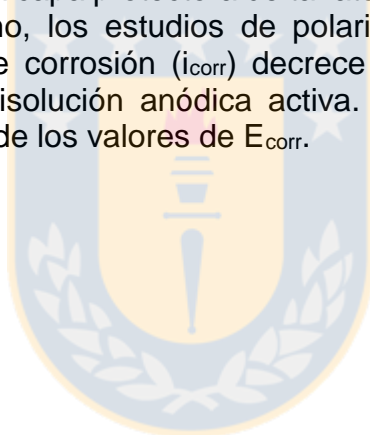 no, los estudios de polari
e corrosión (icorr) decrece
isolución anódica activa.
de los valores de Ecorr.